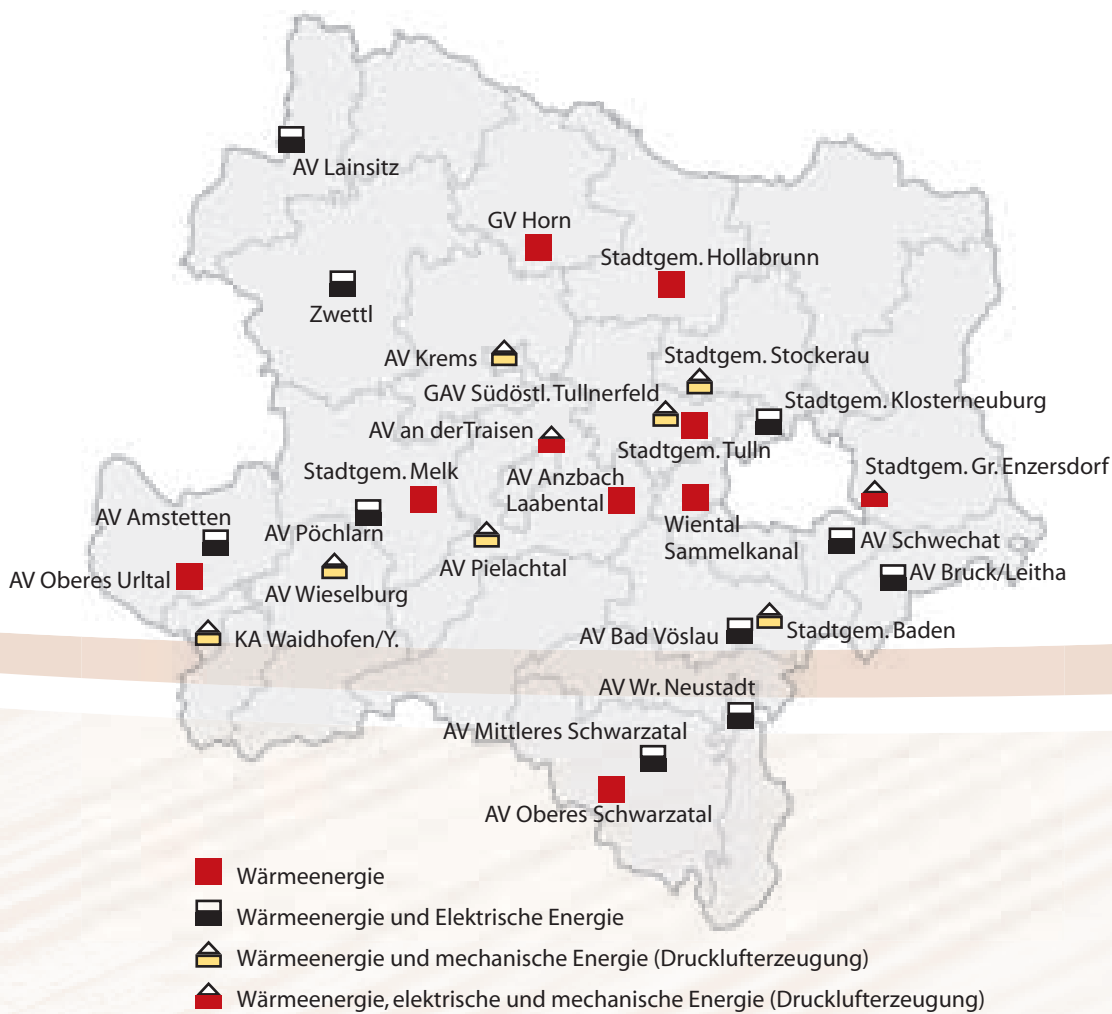 AV Lainsitz
GV Horn
Stadtgem. Hollabrunn
Zwettl
AV Krems
Stadtgem. Stockerau
GAV Südöstl. Tullnerfeld
Stadtgem. Klosterneuburg
AV an derTraisen
Stadtgem. Tulln
Stadtgem. Melk
AV Anzbach
Laabental
Stadtgem. Gr. Enzersdorf
AV Amstetten
AV Pöchlarn
Wiental
Sammelkanal
AV Schwechat
AV Oberes Urltal
AV Wieselburg
AV Pielachtal
AV Bruck/Leitha
KA Waidhofen/Y.
AV Bad Vöslau
Stadtgem. Baden
AV Wr. Neustadt
AV Mittleres Schwarzatal
AV Oberes Schwarzatal
Wärmeenergie
Wärmeenergie und Elektrische Energie
Wärmeenergie und mechanische Energie (Drucklufterzeugung)
Wärmeenergie, elektrische und mechanische Energie (Drucklufterzeugung)